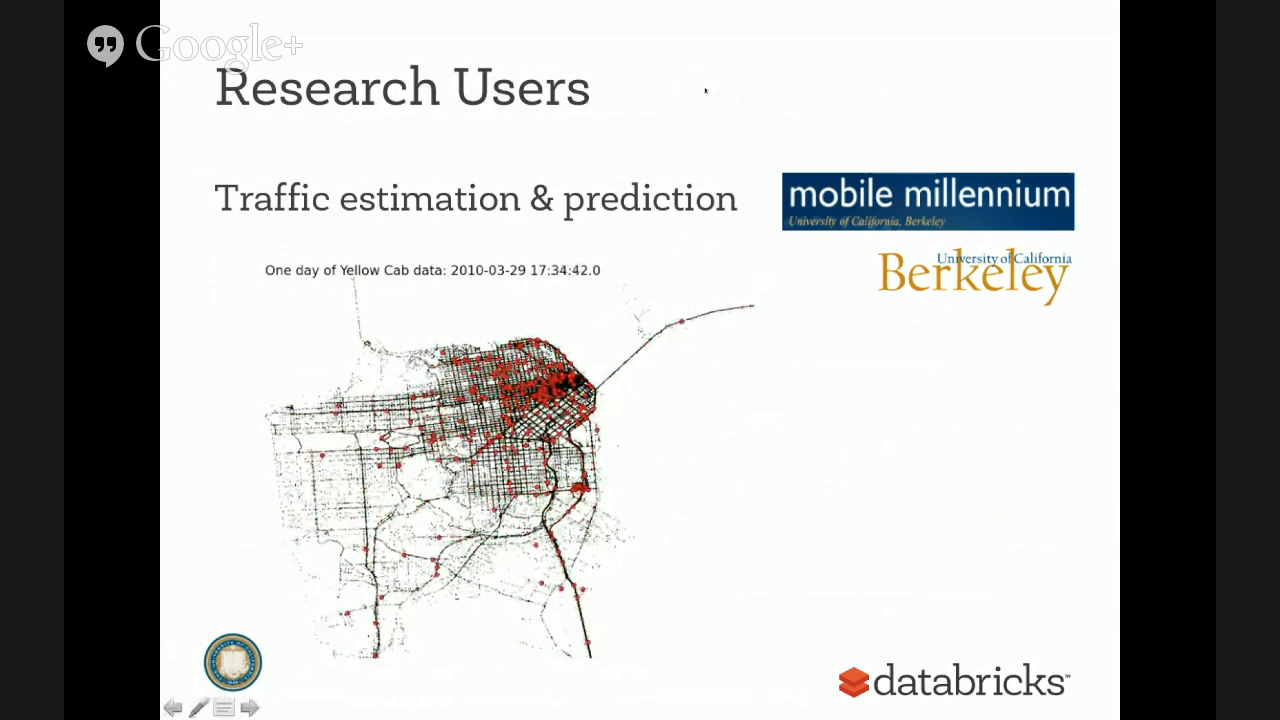 Google+
Research Users
Traffic estimation & prediction
mobile millennium
University of California, Berkeley
University of California
Berkeley
One day of Yellow Cab data: 2010-03-29 17:34:42.0
databricks™